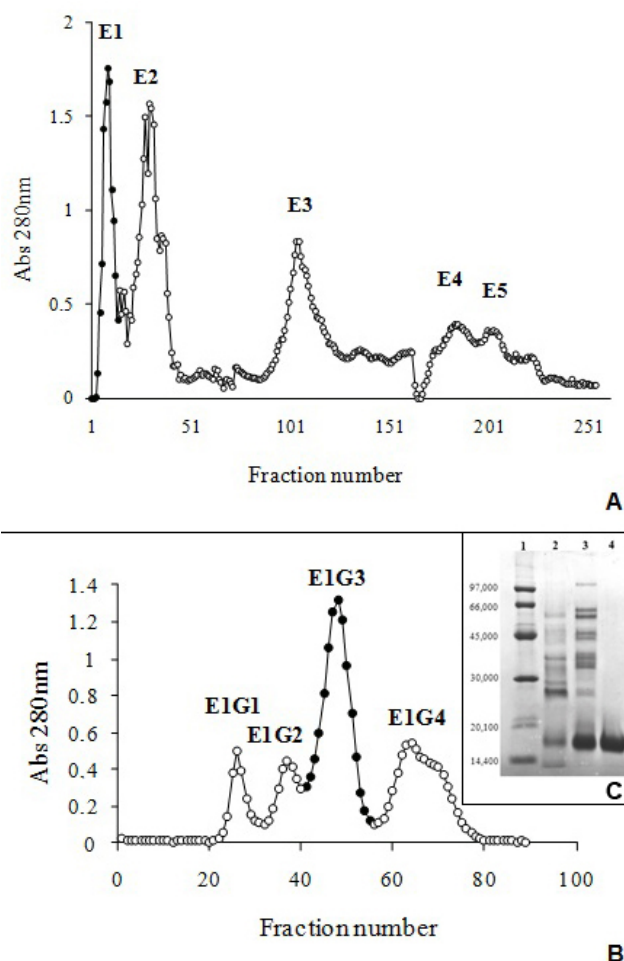 2
E1
E2
1.5
Abs 280nm
1
E3
0.5
E4
E5
0
1 51 101 151 201 251
Fraction number
A
1.4
E1G3
1.2
1
Abs 280nm
0.8
E1G1
E1G2
E1G4
0.6
0.4
0.2
0
0 20 40 60 80 100
Fraction number
B
1 2 3 4
97,000
66,000
45,000
30,000
20,100
14,400
C